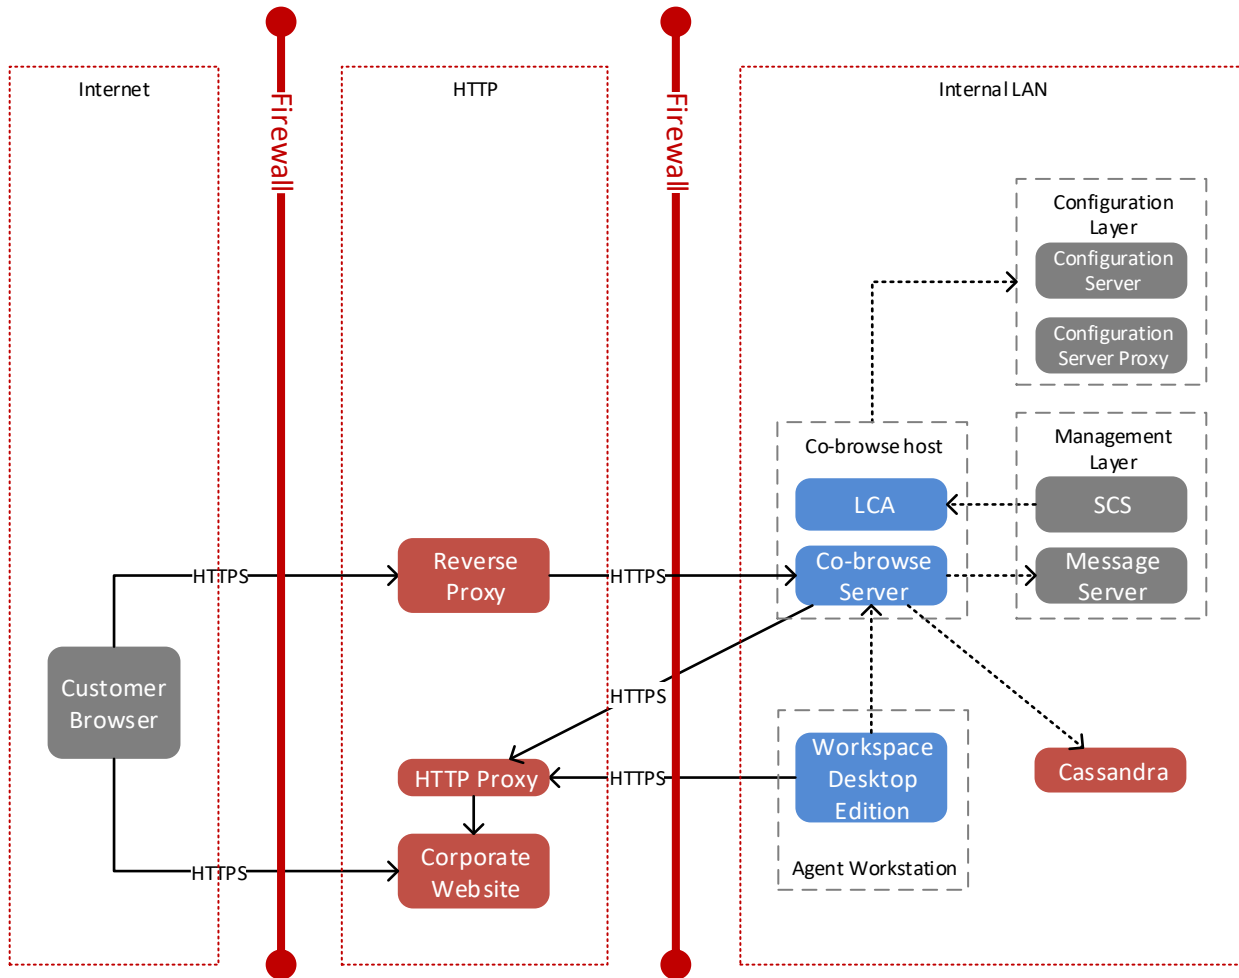 Internet
Firewall
HTTP
Firewall
Internal LAN
Configuration
Layer
Configuration
Server
Configuration
Server Proxy
Co-browse host
LCA
Co-browse
Server
Management
Layer
SCS
Message
Server
HTTPS
Reverse
Proxy
HTTPS
Customer
Browser
HTTPS
HTTP Proxy
HTTPS
Workspace
Desktop
Edition
Agent Workstation
Cassandra
HTTPS
Corporate
Website